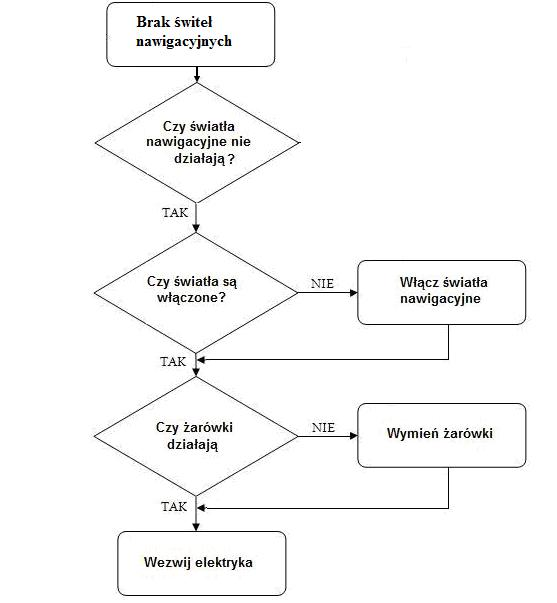 Brak świteł
nawigacyjnych
Czy światła
nawigacyjne nie
działają ?
TAK
Czy światła są
włączone?
NIE
Włącz światła
nawigacyjne
TAK
Czy żarówki
działają
NIE
Wymień żarówki
TAK
Wezwij elektryka